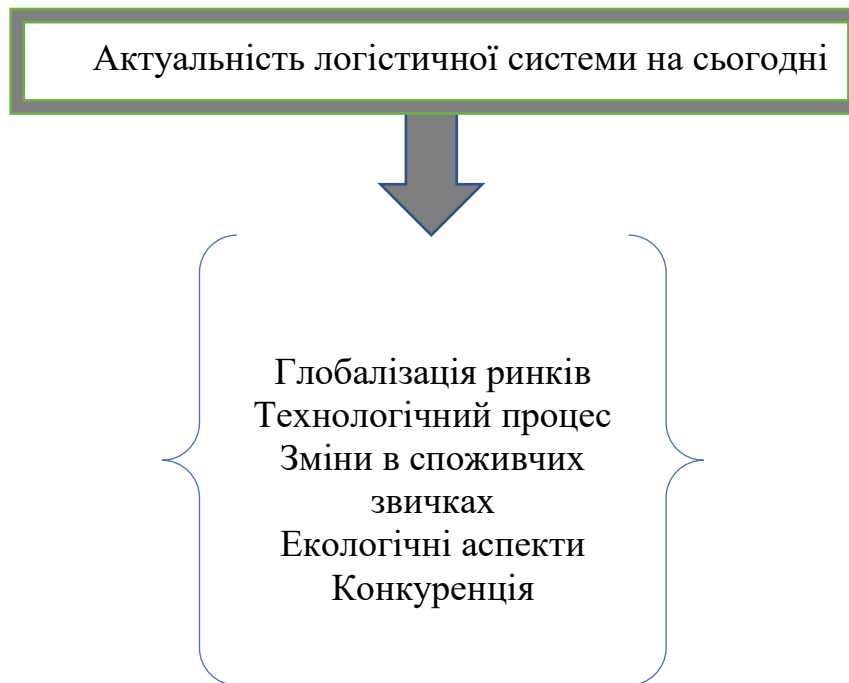 Актуальність логістичної системи на сьогодні
Глобалізація ринків
Технологічний процес
Зміни в споживчих
звичках
Екологічні аспекти
Конкуренція